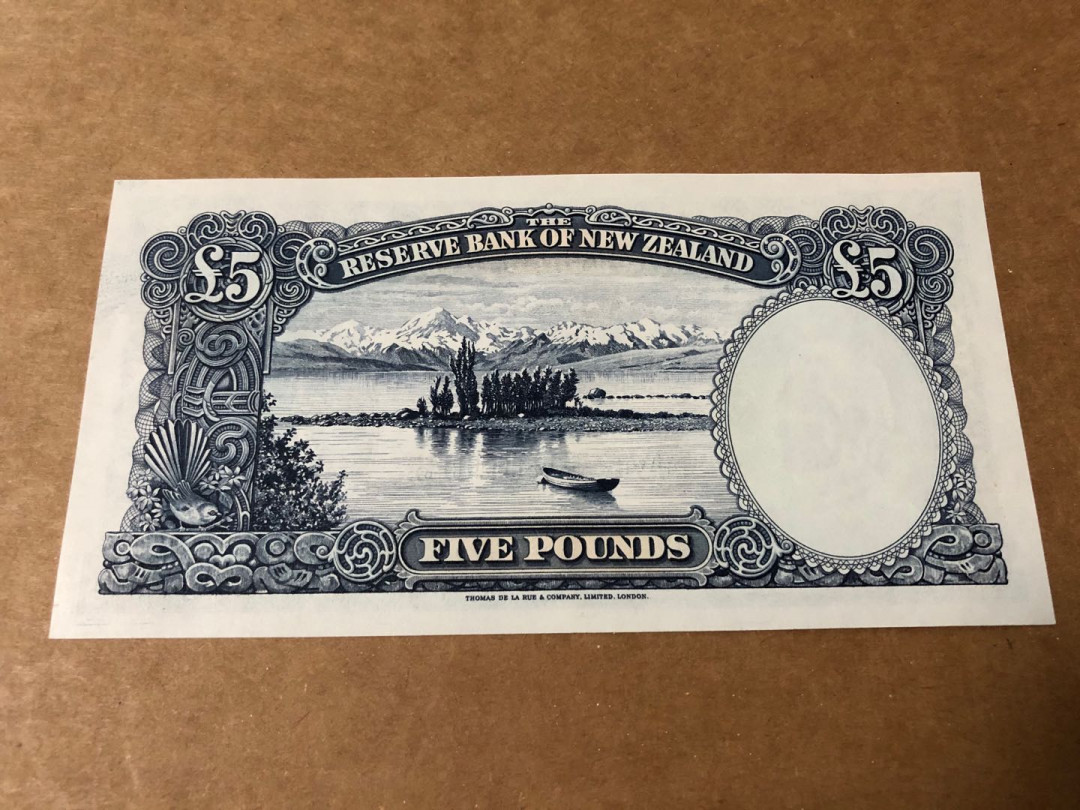 THE
RESERVE BANK OF NEW ZEALAND
£5
£5
FIVE POUNDS
THOMAS DE LA RUE & COMPANY, LIMITED. LONDON.